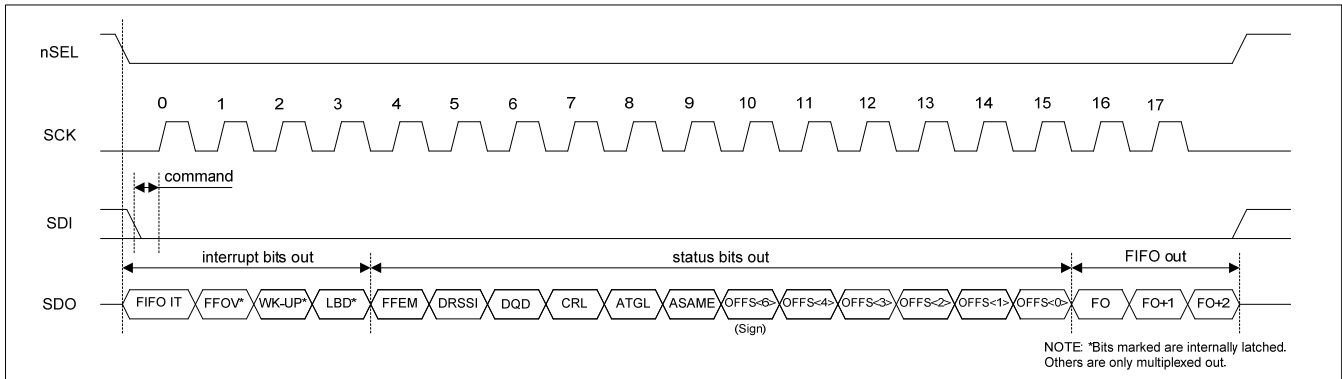 nSEL
0 1 2 3 4 5 6 7 8 9 10 11 12 13 14 15 16 17
SCK
command
SDI
interrupt bits out
status bits out
FIFO out
SDO
FIFO IT FFOV* WK-UP* LBD* FFEM DRSSI DQD CRL ATGL ASAME OFFS<6> OFFS<4> OFFS<3> OFFS<2> OFFS<1> OFFS<0> FO FO+1 FO+2
(Sign)
NOTE: *Bits marked are internally latched.
Others are only multiplexed out.